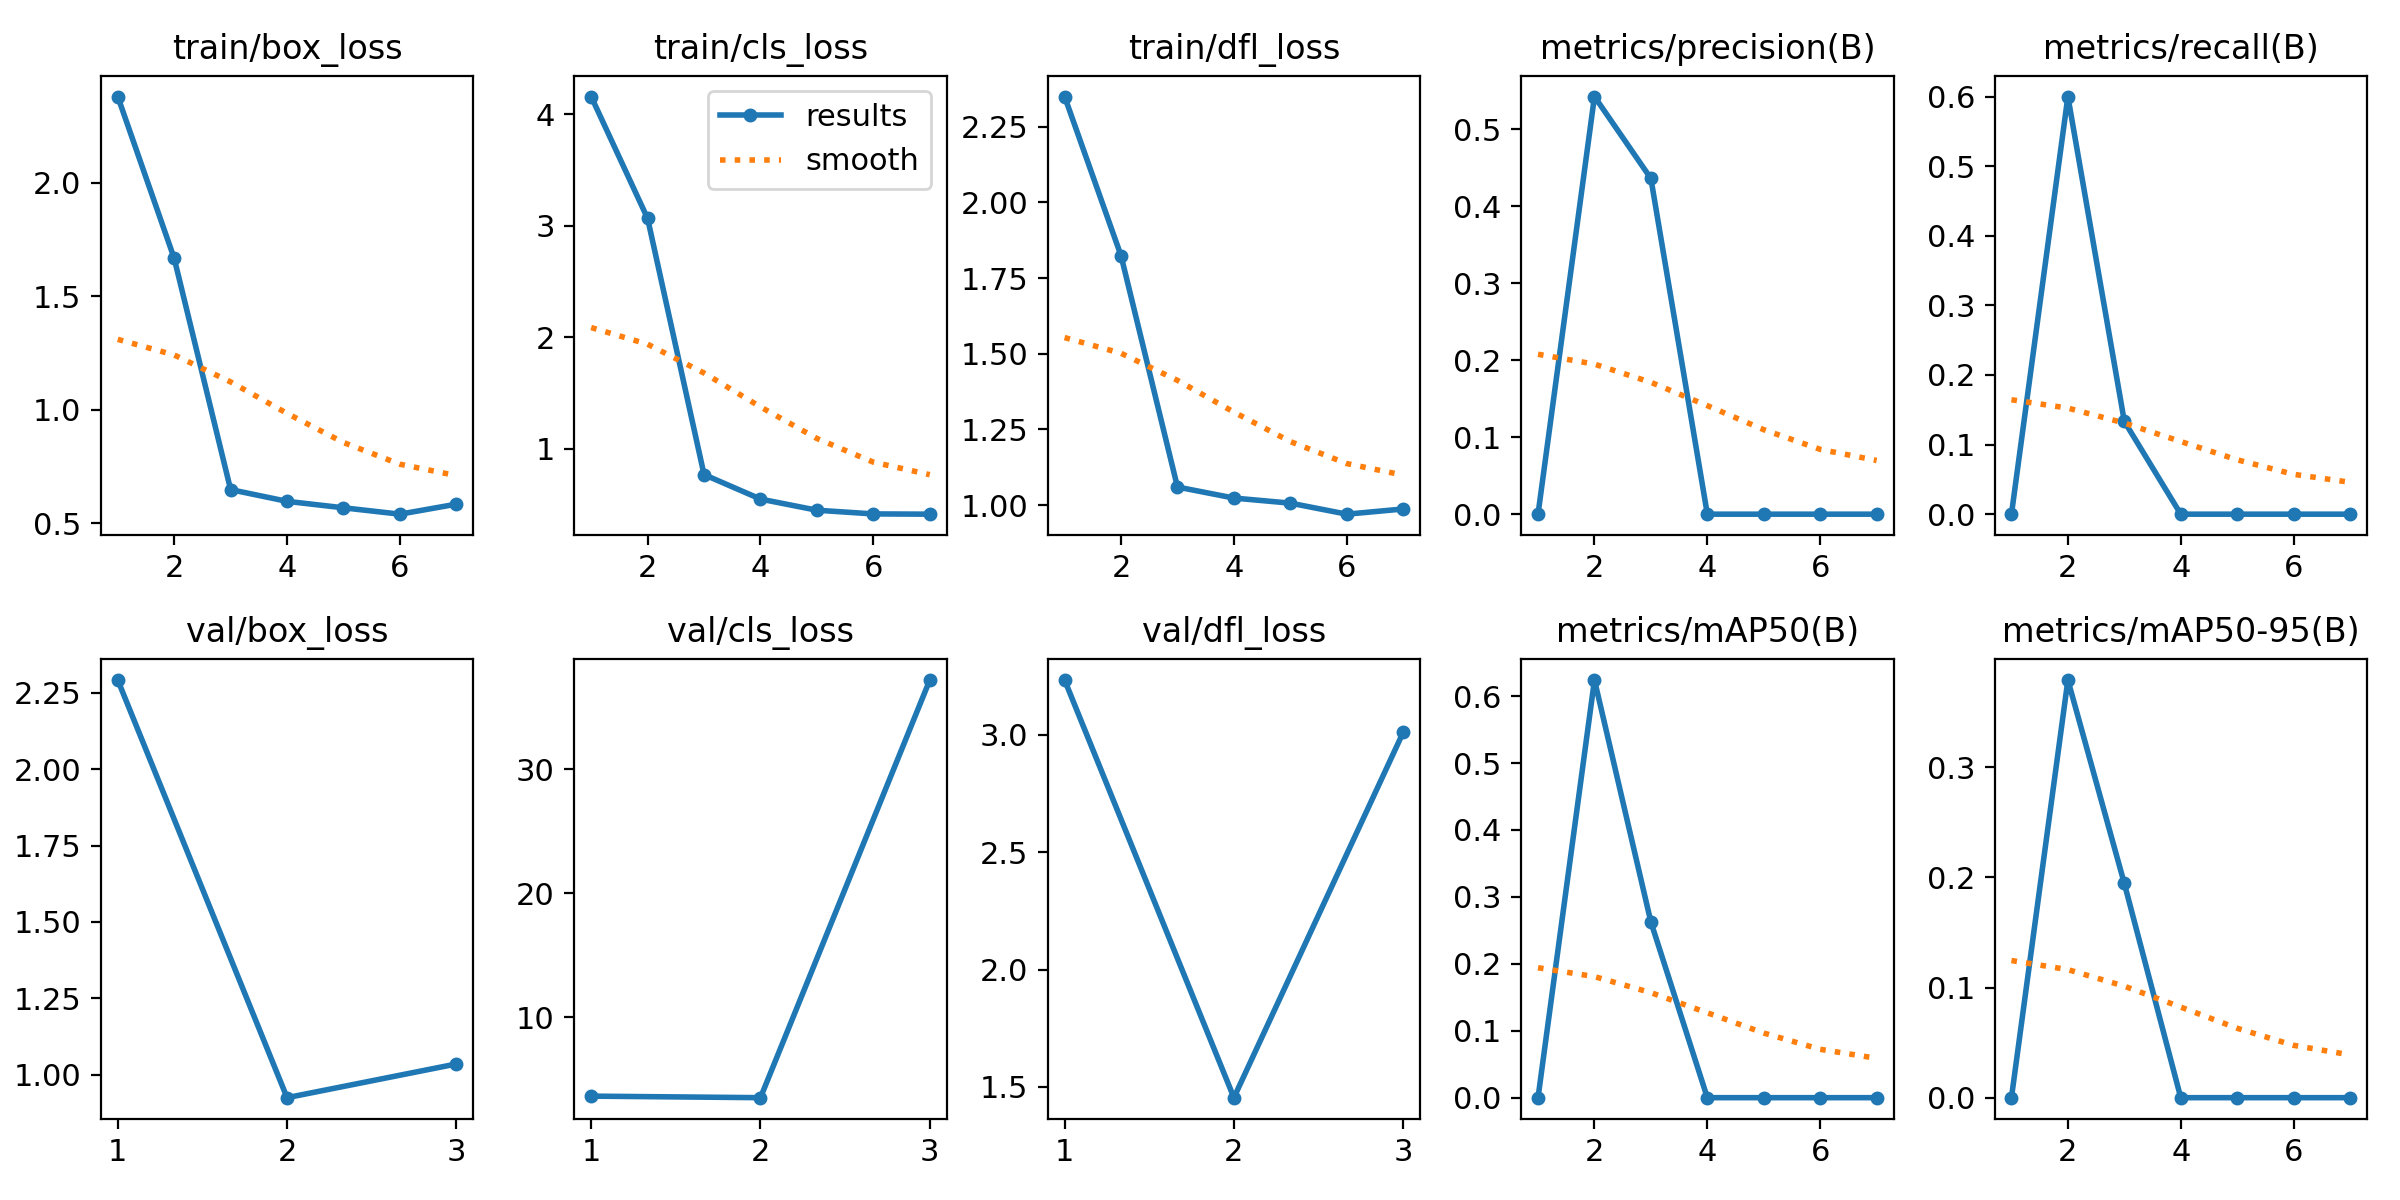 train/box_loss
2.0
1.5
1.0
0.5
2 4 6
train/cls_loss
results
smooth
4
3
2
1
2 4 6
train/dfl_loss
2.25
2.00
1.75
1.50
1.25
1.00
2 4 6
metrics/precision(B)
0.5
0.4
0.3
0.2
0.1
0.0
2 4 6
metrics/recall(B)
0.6
0.5
0.4
0.3
0.2
0.1
0.0
2 4 6
val/box_loss
2.25
2.00
1.75
1.50
1.25
1.00
1 2 3
val/cls_loss
30
20
10
1 2 3
val/dfl_loss
3.0
2.5
2.0
1.5
1 2 3
metrics/mAP50(B)
0.6
0.5
0.4
0.3
0.2
0.1
0.0
2 4 6
metrics/mAP50-95(B)
0.3
0.2
0.1
0.0
2 4 6